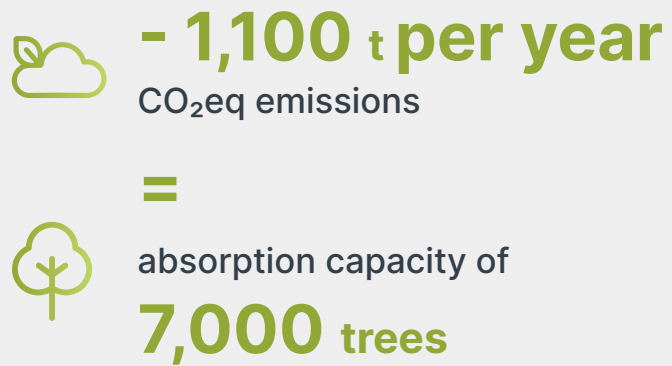 - 1,100 t per year
CO₂eq emissions
=
absorption capacity of
7,000 trees